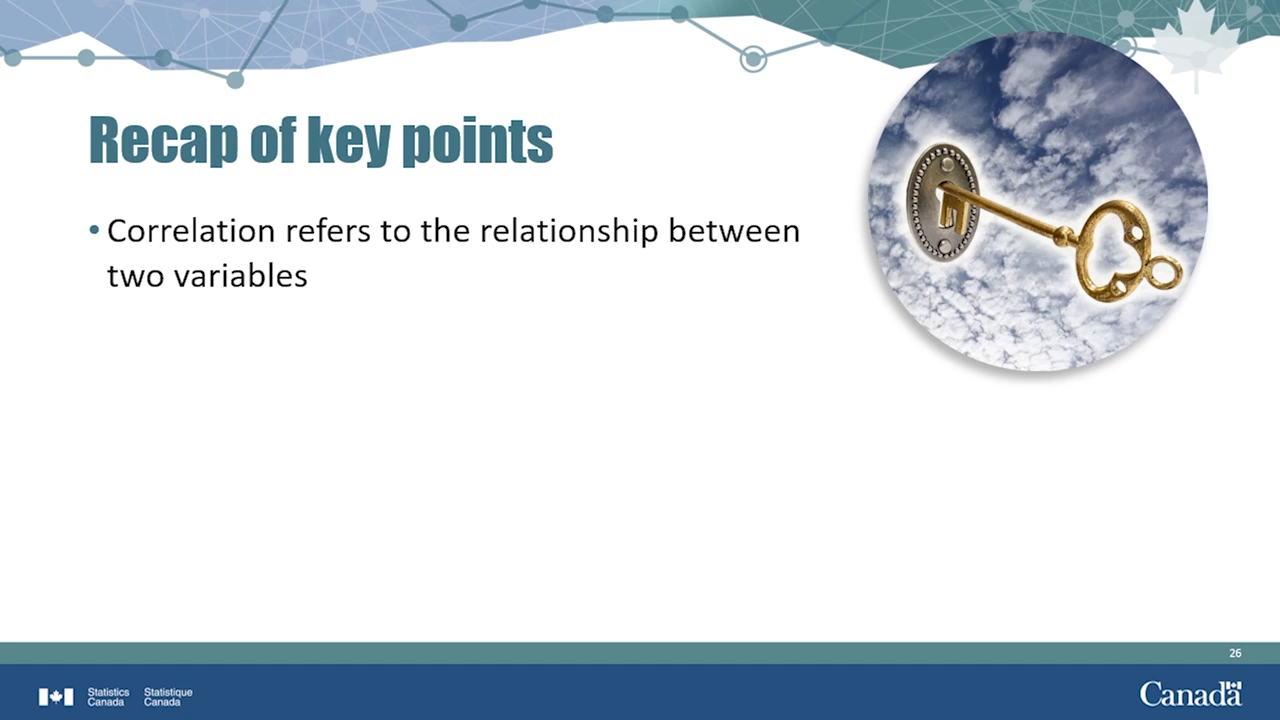 Recap of key points
• Correlation refers to the relationship between
two variables
26
Statistics Statistique
Canada Canada
Canada